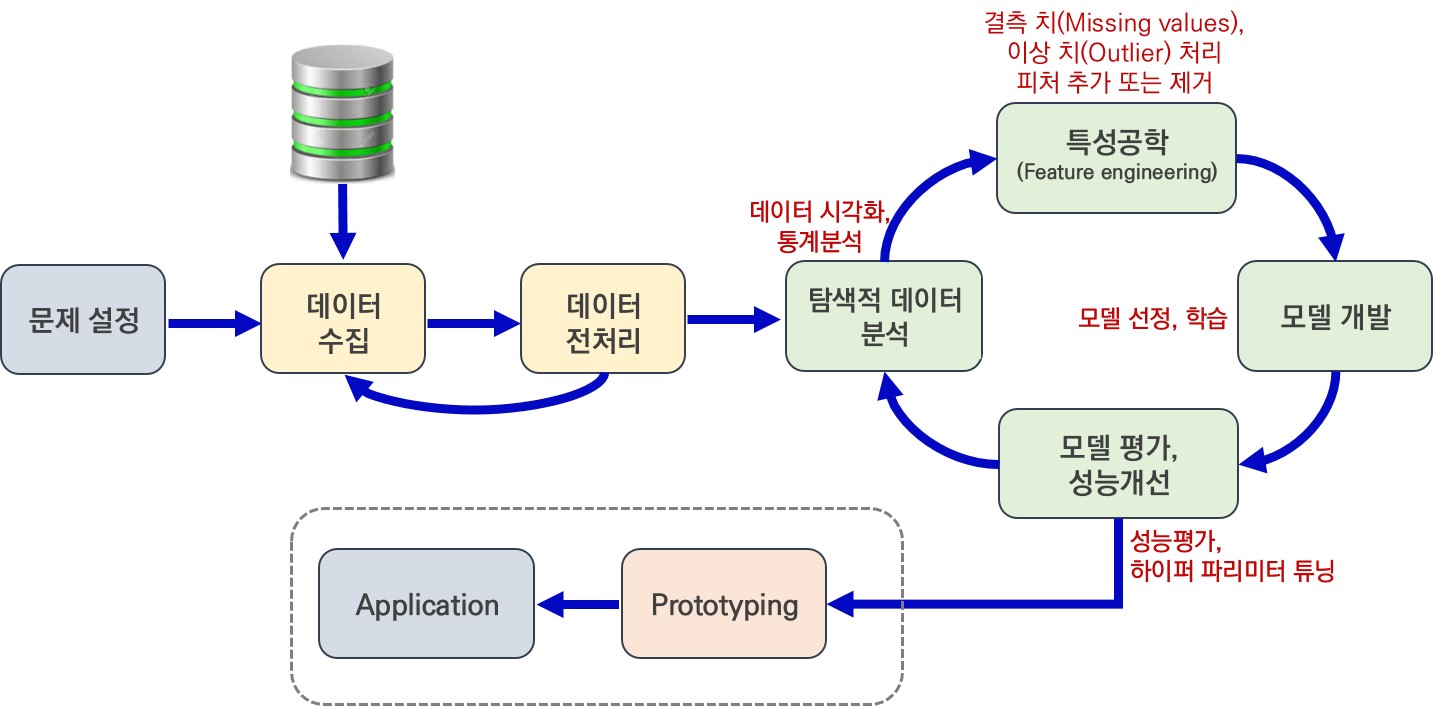 결측 치(Missing values),
이상 치(Outlier) 처리
피처 추가 또는 제거
특성공학
(Feature engineering)
데이터 시각화,
통계분석
문제 설정
데이터
수집
데이터
전처리
탐색적 데이터
분석
모델 선정, 학습
모델 개발
모델 평가,
성능개선
성능평가,
하이퍼 파리미터 튜닝
Application
Prototyping